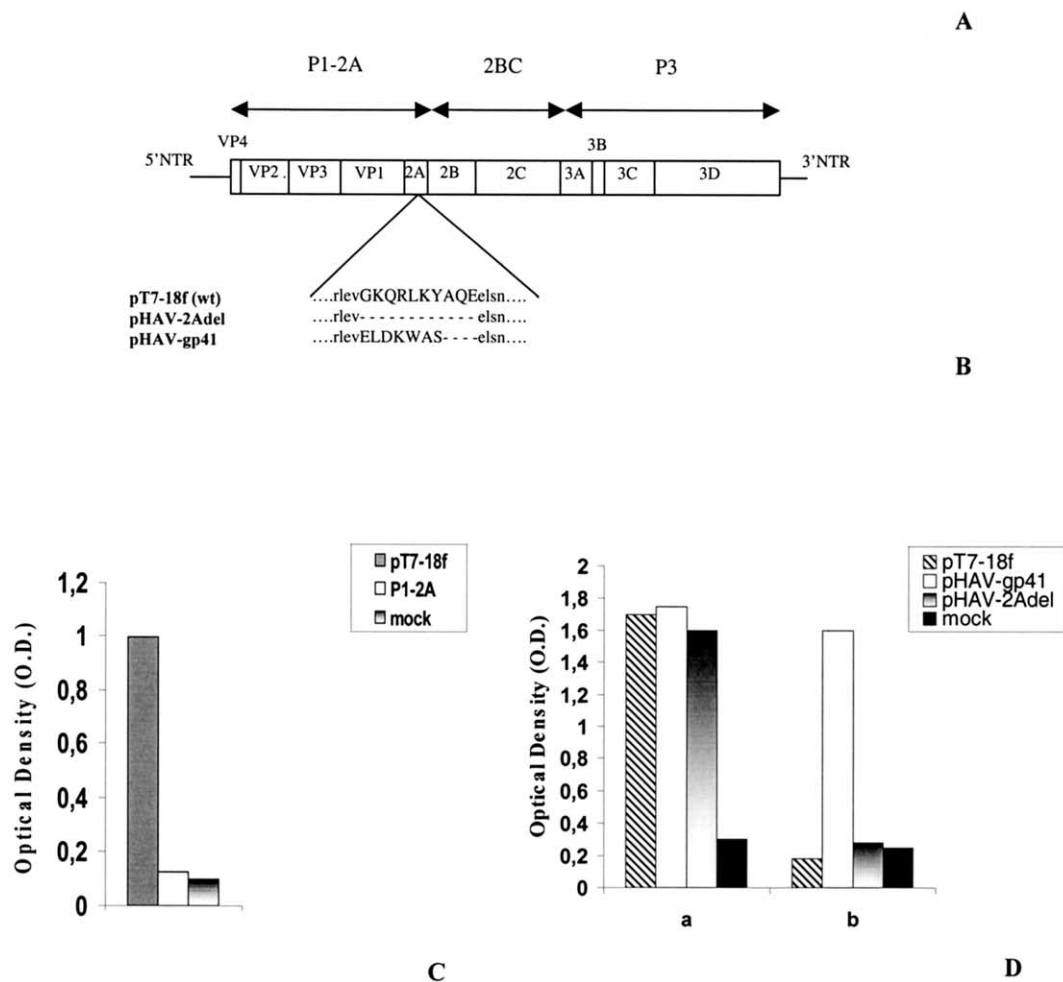 A
P1-2A 2BC P3
VP4 3B
5'NTR 3'NTR
VP2 . VP3 VP1 2A 2B 2C 3A 3C 3D
pT7-18f (wt) ....rlevGKQRLKYAQEelsn....
pHAV-2Adel ....rlev- - - - - - - - - - - -elsn....
pHAV-gp41 ....rlevELDKWAS- - - -elsn....
B
pT7-18f
P1-2A
mock
1,2
1
0,8
0,6
0,4
0,2
0
Optical Density (O.D.)
C
pT7-18f
pHAV-gp41
pHAV-2Adel
mock
2
1,8
1,6
1,4
1,2
1
0,8
0,6
0,4
0,2
0
Optical Density (O.D.)
a b
D